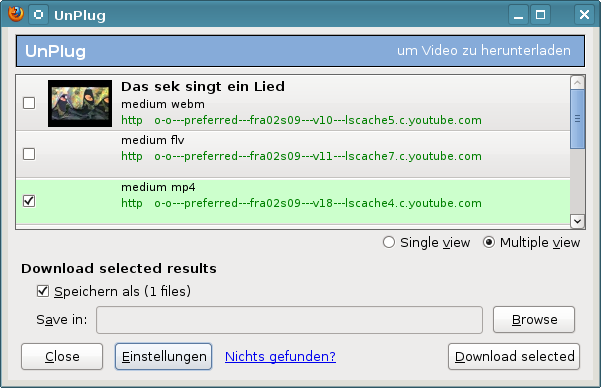 UnPlug
UnPlug um Video zu herunterladen
Das sek singt ein Lied
medium webm
http o-o---preferred---fra02s09---v10---lscache5.c.youtube.com
medium flv
http o-o---preferred---fra02s09---v11---lscache7.c.youtube.com
medium mp4
http o-o---preferred---fra02s09---v18---lscache4.c.youtube.com
Single view Multiple view
Download selected results
Speichern als (1 files)
Save in: Browse
Close Einstellungen Nichts gefunden? Download selected